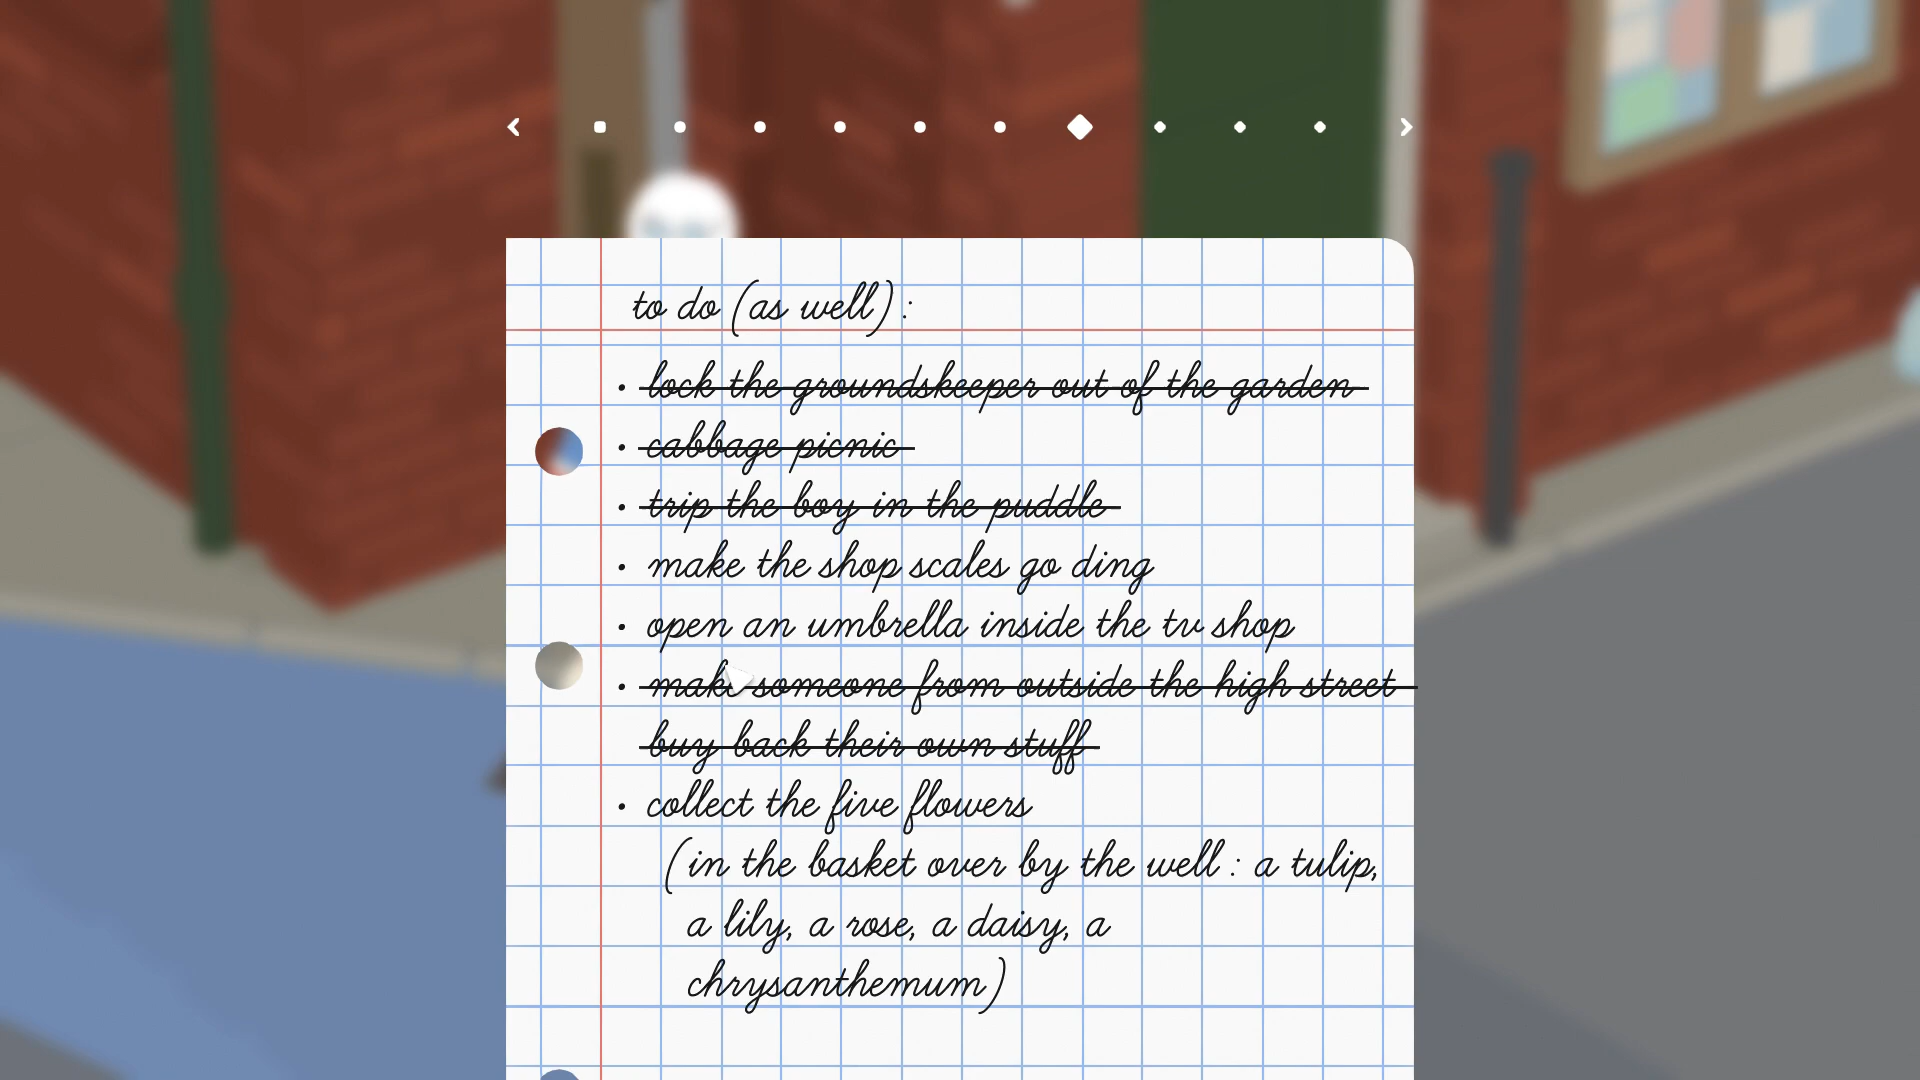 to do (as well) :
• lock the groundskeeper out of the garden
• cabbage picnic
• trip the boy in the puddle
• make the shop scales go ding
• open an umbrella inside the tv shop
• make someone from outside the high street
buy back their own stuff
• collect the five flowers
(in the basket over by the well : a tulip,
a lily, a rose, a daisy, a
chrysanthemum)